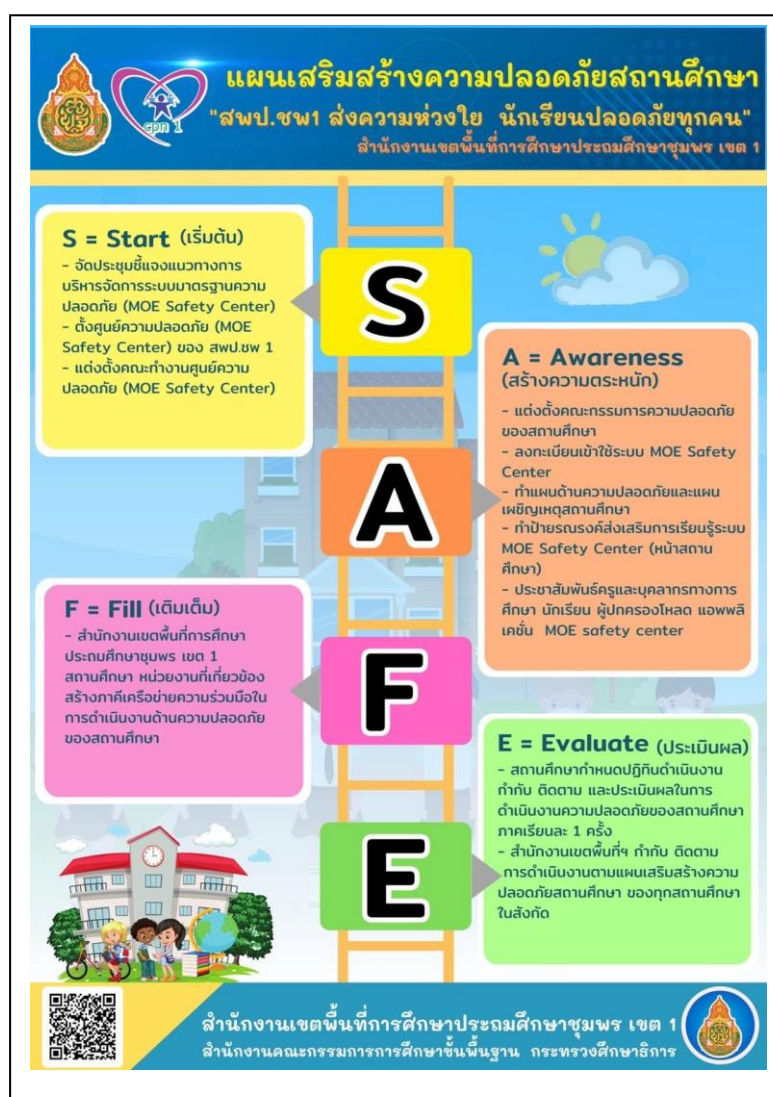 แผนเสริมสร้างความปลอดภัยสถานศึกษา
"สพป.ชพ1 ส่งความห่วงใย นักเรียนปลอดภัยทุกคน"
สำนักงานเขตพื้นที่การศึกษาประถมศึกษาชุมพร เขต 1
cpn 1
S
S = Start (เริ่มต้น)
- จัดประชุมชี้แจงแนวทางการ
บริหารจัดการระบบมาตรฐานความ
ปลอดภัย (MOE Safety Center)
- ตั้งศูนย์ความปลอดภัย (MOE
Safety Center) ของ สพป.ชพ 1
- แต่งตั้งคณะทำงานศูนย์ความ
ปลอดภัย (MOE Safety Center)
A
A = Awareness
(สร้างความตระหนัก)
- แต่งตั้งคณะกรรมการความปลอดภัย
ของสถานศึกษา
- ลงทะเบียนเข้าใช้ระบบ MOE Safety
Center
- ทำแผนด้านความปลอดภัยและแผน
เผชิญเหตุสถานศึกษา
- ทำป้ายรณรงค์ส่งเสริมการเรียนรู้ระบบ
MOE Safety Center (หน้าสถาน
ศึกษา)
- ประชาสัมพันธ์ครูและบุคลากรทางการ
ศึกษา นักเรียน ผู้ปกครองโหลด แอพพลิ
เคชั่น MOE safety center
F
F = Fill (เติมเต็ม)
- สำนักงานเขตพื้นที่การศึกษา
ประถมศึกษาชุมพร เขต 1
สถานศึกษา หน่วยงานที่เกี่ยวข้อง
สร้างภาคีเครือข่ายความร่วมมือใน
การดำเนินงานด้านความปลอดภัย
ของสถานศึกษา
E
E = Evaluate (ประเมินผล)
- สถานศึกษากำหนดปฏิทินดำเนินงาน
กำกับ ติดตาม และประเมินผลในการ
ดำเนินงานความปลอดภัยของสถานศึกษา
ภาคเรียนละ 1 ครั้ง
- สำนักงานเขตพื้นที่ฯ กำกับ ติดตาม
การดำเนินงานตามแผนเสริมสร้างความ
ปลอดภัยสถานศึกษา ของทุกสถานศึกษา
ในสังกัด
สำนักงานเขตพื้นที่การศึกษาประถมศึกษาชุมพร เขต 1
สำนักงานคณะกรรมการการศึกษาขั้นพื้นฐาน กระทรวงศึกษาธิการ